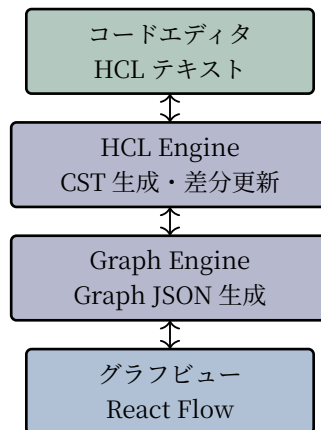 コードエディタ
HCL テキスト
HCL Engine
CST 生成・差分更新
Graph Engine
Graph JSON 生成
グラフビュー
React Flow